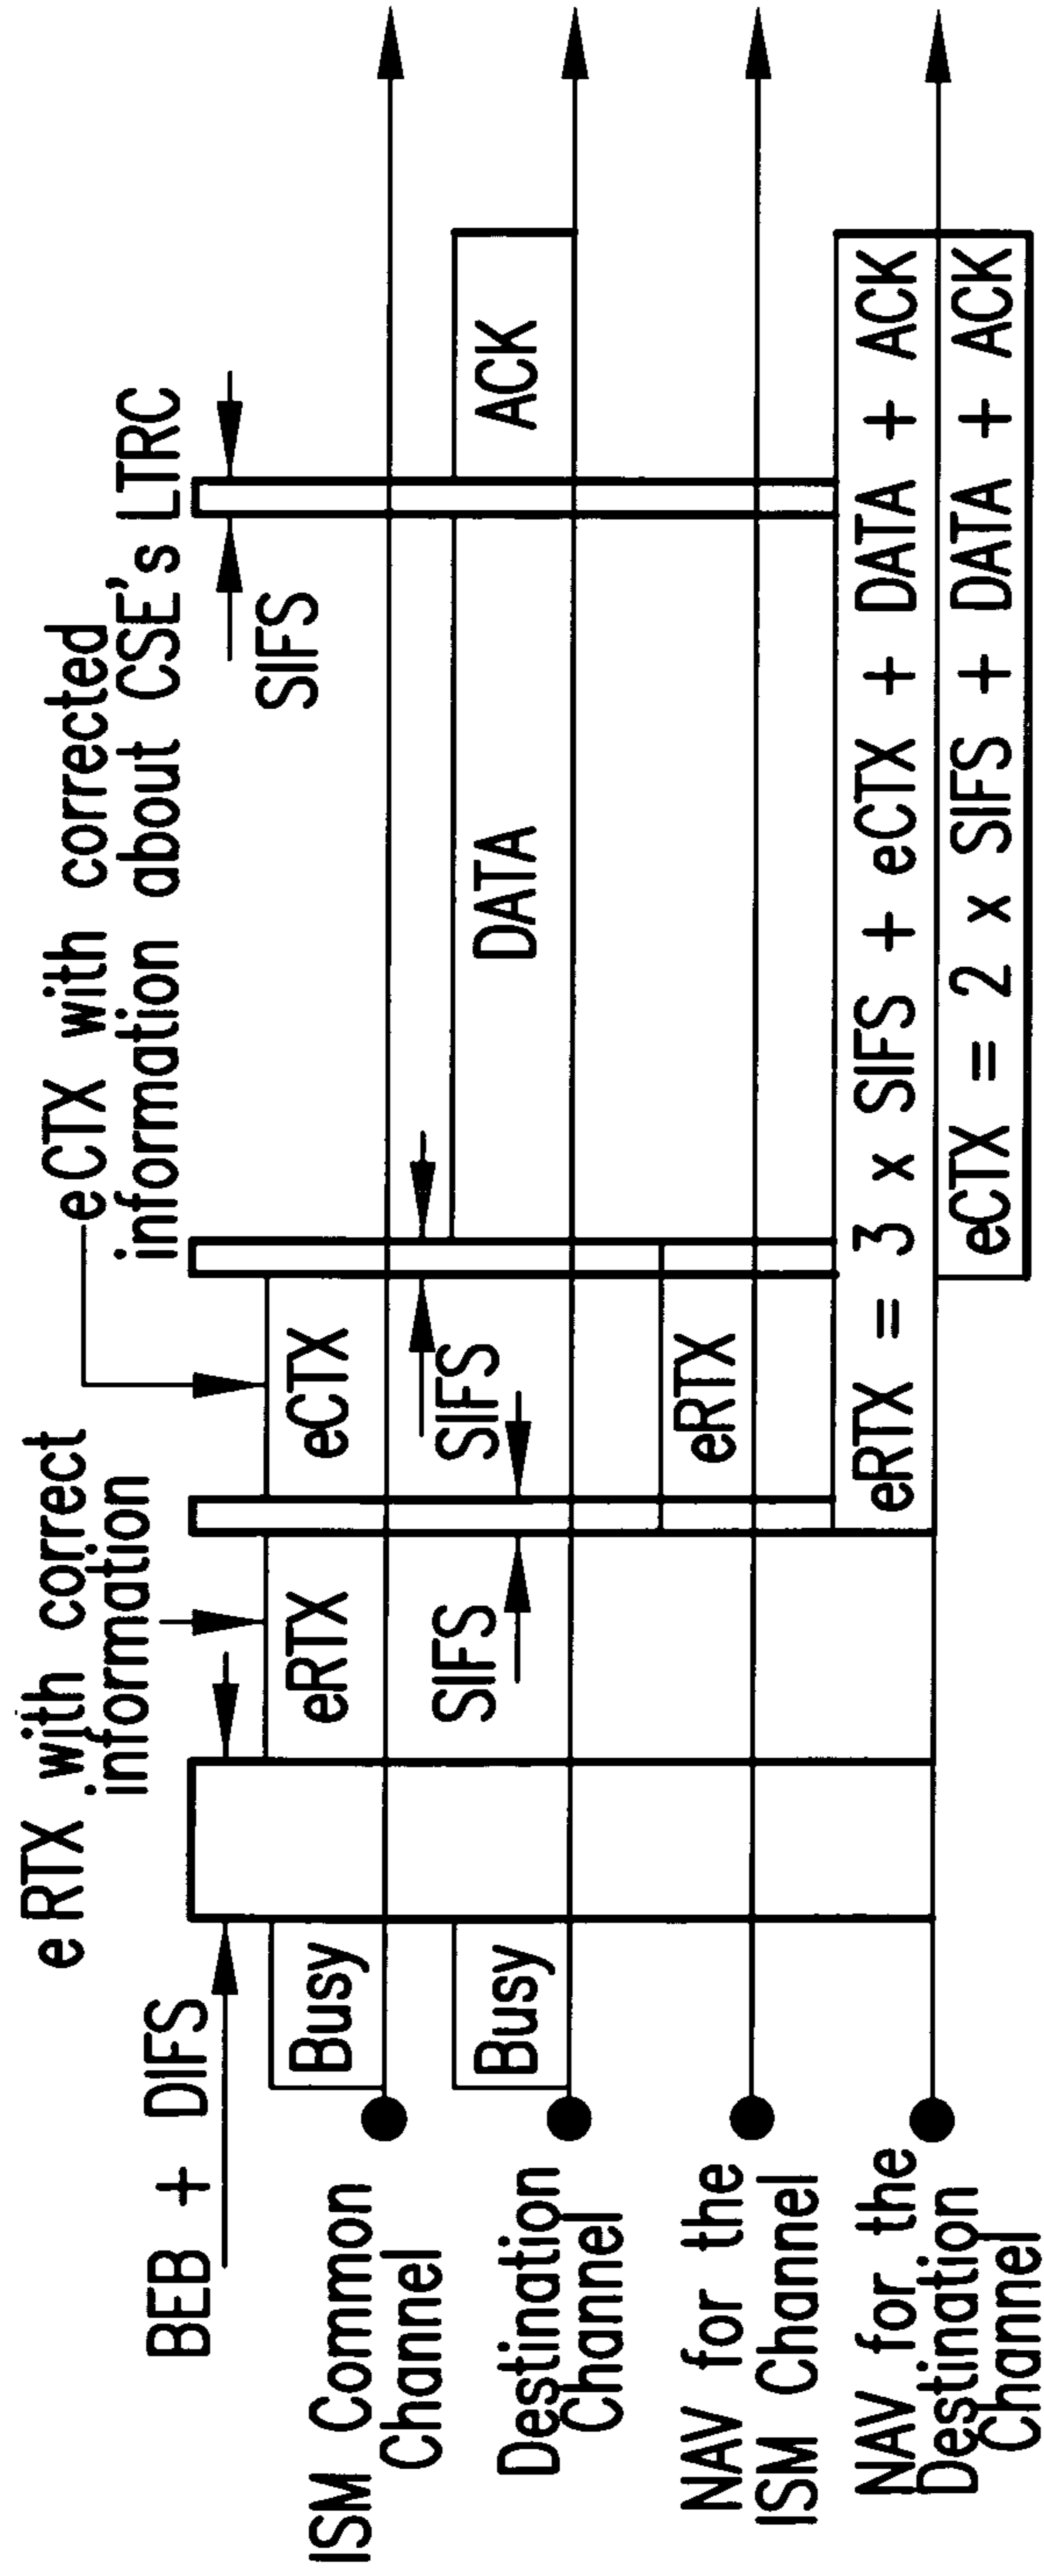 eRTX with correct
information
eCTX with corrected
information about CSE's LTRC
BEB + DIFS
SIFS
ISM Common
Channel
Busy
eRTX
eCTX
SIFS
SIFS
Destination
Channel
Busy
DATA
ACK
NAV for the
ISM Channel
eRTX
NAV for the
Destination
Channel
eRTX = 3 x SIFS + eCTX + DATA + ACK
eCTX = 2 x SIFS + DATA + ACK